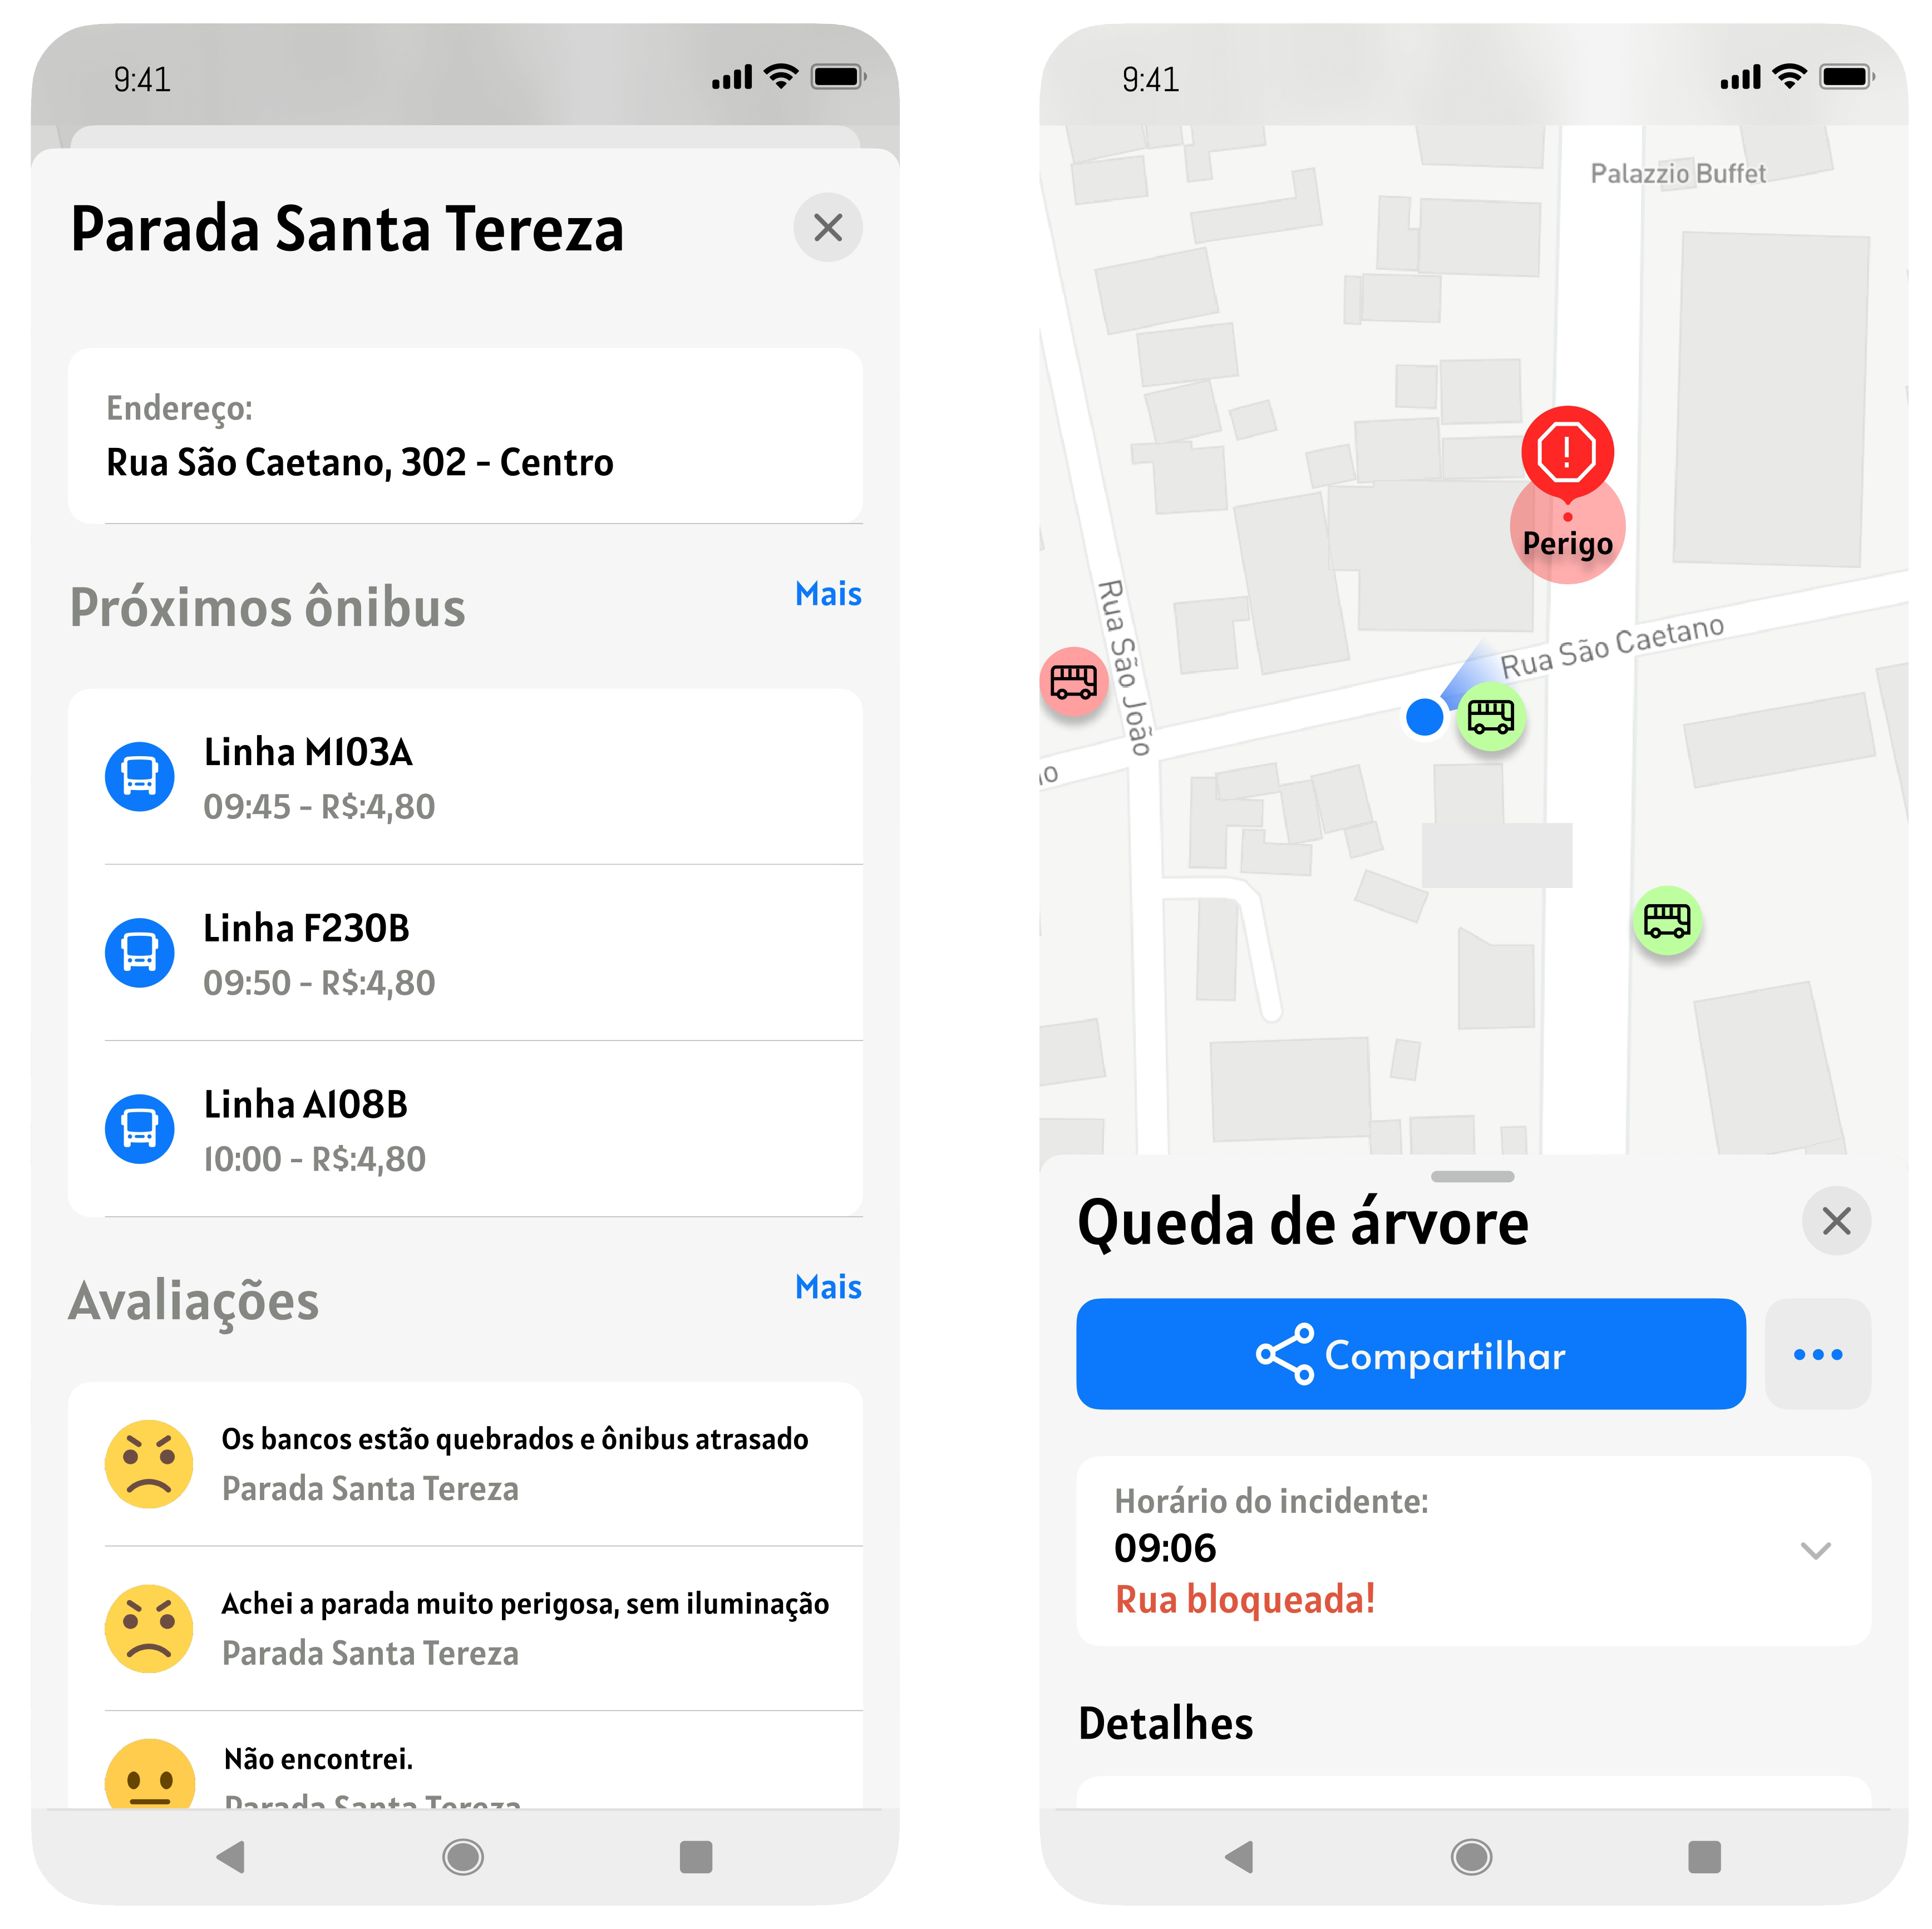 9:41
Parada Santa Tereza
Endereço:
Rua São Caetano, 302 - Centro
Próximos ônibus
Mais
Linha M103A
09:45 - R$:4,80
Linha F230B
09:50 - R$:4,80
Linha A108B
10:00 - R$:4,80
Avaliações
Mais
Os bancos estão quebrados e ônibus atrasado
Parada Santa Tereza
Achei a parada muito perigosa, sem iluminação
Parada Santa Tereza
Não encontrei.
Parada Santa Tereza
9:41
Palazzio Buffet
Perigo
Rua São João
Rua São Caetano
Queda de árvore
Compartilhar
Horário do incidente:
09:06
Rua bloqueada!
Detalhes